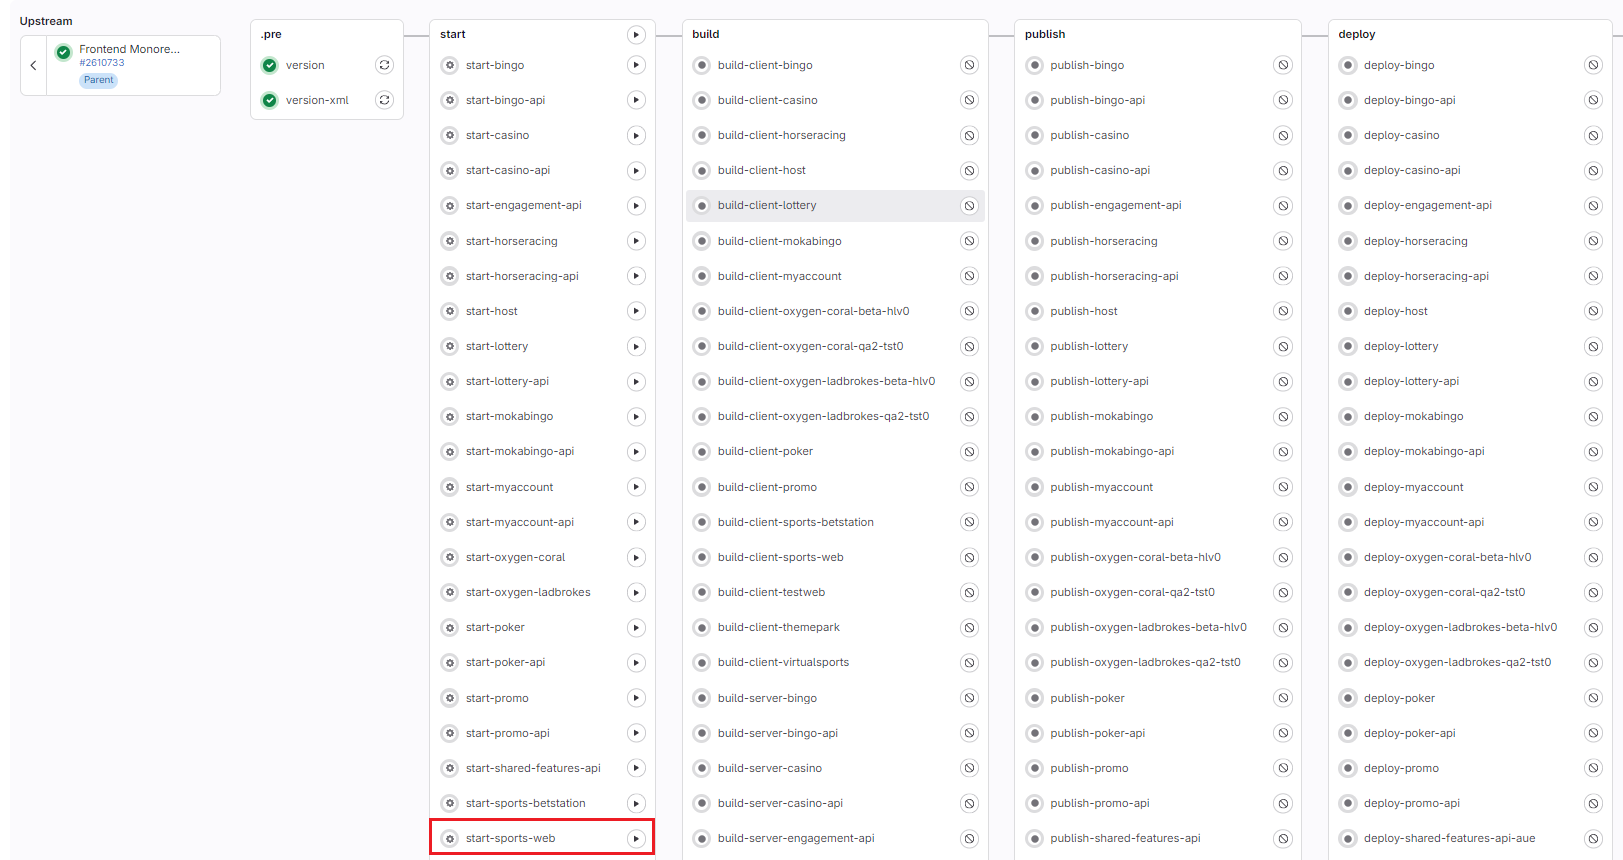 Upstream
Frontend Monore...
#2610733
Parent
.pre
version
version-xml
start
start-bingo
start-bingo-api
start-casino
start-casino-api
start-engagement-api
start-horseracing
start-horseracing-api
start-host
start-lottery
start-lottery-api
start-mokabingo
start-mokabingo-api
start-myaccount
start-myaccount-api
start-oxygen-coral
start-oxygen-ladbrokes
start-poker
start-poker-api
start-promo
start-promo-api
start-shared-features-api
start-sports-betstation
start-sports-web
build
build-client-bingo
build-client-casino
build-client-horseracing
build-client-host
build-client-lottery
build-client-mokabingo
build-client-myaccount
build-client-oxygen-coral-beta-hlv0
build-client-oxygen-coral-qa2-tst0
build-client-oxygen-ladbrokes-beta-hlv0
build-client-oxygen-ladbrokes-qa2-tst0
build-client-poker
build-client-promo
build-client-sports-betstation
build-client-sports-web
build-client-testweb
build-client-themepark
build-client-virtualsports
build-server-bingo
build-server-bingo-api
build-server-casino
build-server-casino-api
build-server-engagement-api
publish
publish-bingo
publish-bingo-api
publish-casino
publish-casino-api
publish-engagement-api
publish-horseracing
publish-horseracing-api
publish-host
publish-lottery
publish-lottery-api
publish-mokabingo
publish-mokabingo-api
publish-myaccount
publish-myaccount-api
publish-oxygen-coral-beta-hlv0
publish-oxygen-coral-qa2-tst0
publish-oxygen-ladbrokes-beta-hlv0
publish-oxygen-ladbrokes-qa2-tst0
publish-poker
publish-poker-api
publish-promo
publish-promo-api
publish-shared-features-api
deploy
deploy-bingo
deploy-bingo-api
deploy-casino
deploy-casino-api
deploy-engagement-api
deploy-horseracing
deploy-horseracing-api
deploy-host
deploy-lottery
deploy-lottery-api
deploy-mokabingo
deploy-mokabingo-api
deploy-myaccount
deploy-myaccount-api
deploy-oxygen-coral-beta-hlv0
deploy-oxygen-coral-qa2-tst0
deploy-oxygen-ladbrokes-beta-hlv0
deploy-oxygen-ladbrokes-qa2-tst0
deploy-poker
deploy-poker-api
deploy-promo
deploy-promo-api
deploy-shared-features-api-aue